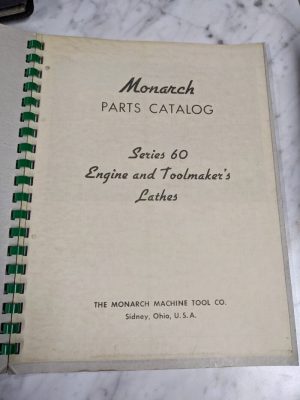 Monarch
PARTS CATALOG
Series 60
Engine and Toolmaker's
Lathes
THE MONARCH MACHINE TOOL CO.
Sidney, Ohio, U.S.A.